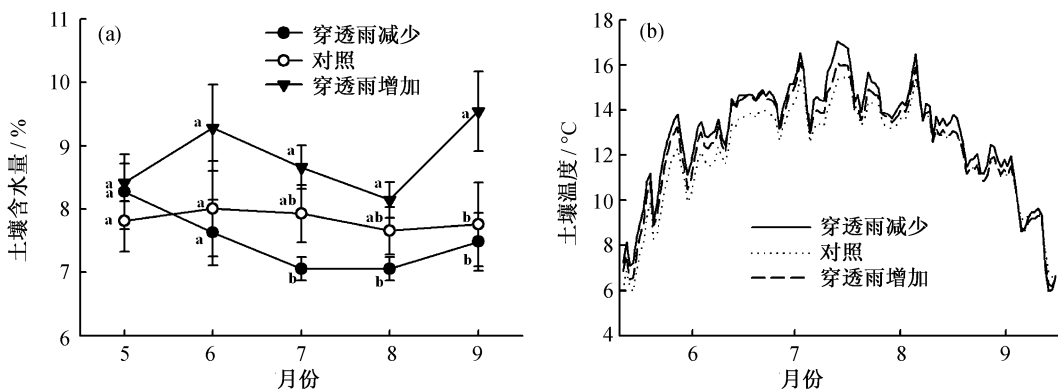 (a)
穿透雨减少
对照
穿透雨增加
土壤含水量 / %
11
10
9
8
7
6
a
a
a
a
a
a
a
ab
b
a
ab
b
a
b
b
5 6 7 8 9
月份
(b)
土壤温度 / °C
18
16
14
12
10
8
6
4
穿透雨减少
对照
穿透雨增加
6 7 8 9
月份